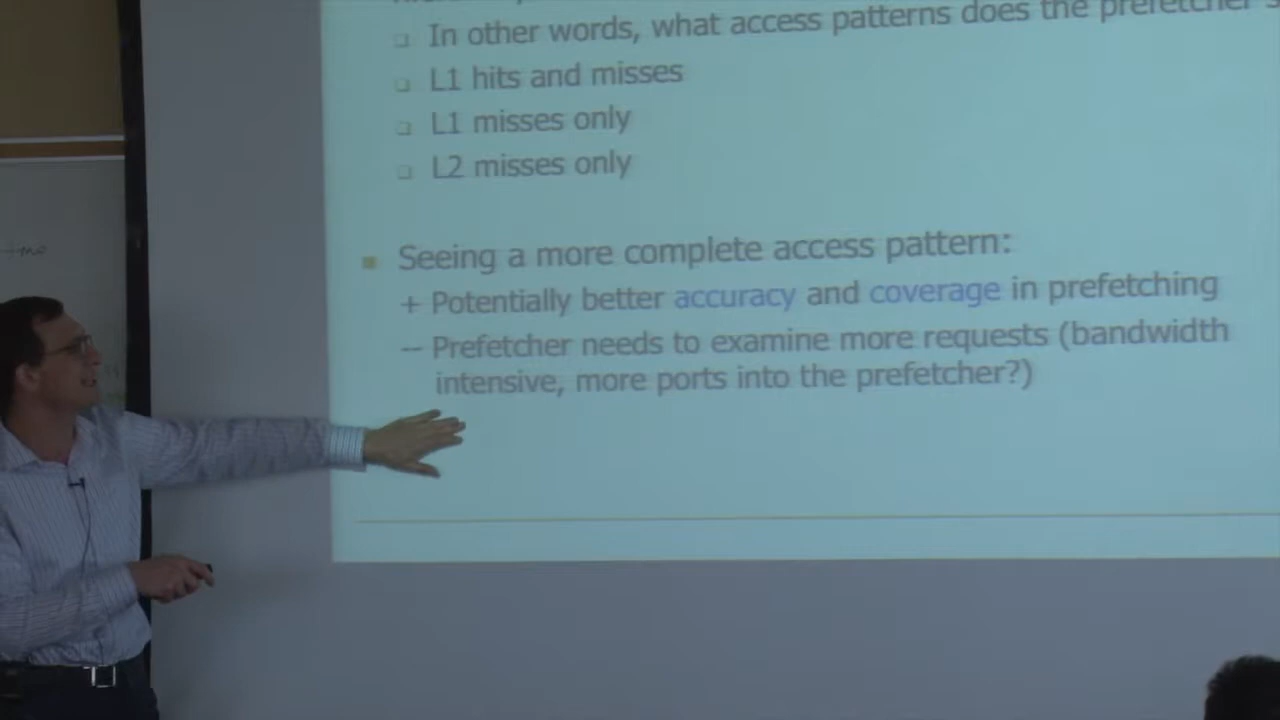 In other words, what access patterns does the prefetcher
L1 hits and misses
L1 misses only
L2 misses only
Seeing a more complete access pattern:
+ Potentially better accuracy and coverage in prefetching
-- Prefetcher needs to examine more requests (bandwidth
intensive, more ports into the prefetcher?)